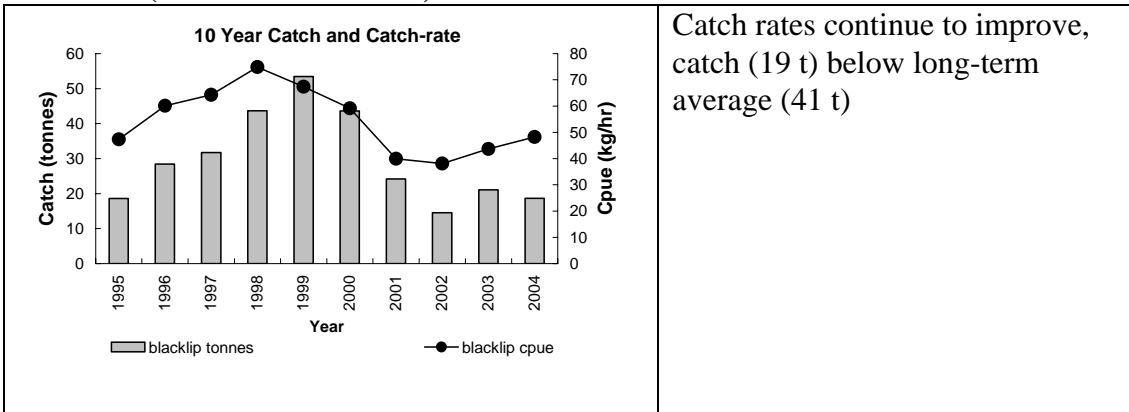 10 Year Catch and Catch-rate
60
50
40
30
20
10
0
Catch (tonnes)
80
70
60
50
40
30
20
10
0
Cpue (kg/hr)
1995
1996
1997
1998
1999
2000
2001
2002
2003
2004
Year
blacklip tonnes
blacklip cpue
Catch rates continue to improve,
catch (19 t) below long-term
average (41 t)